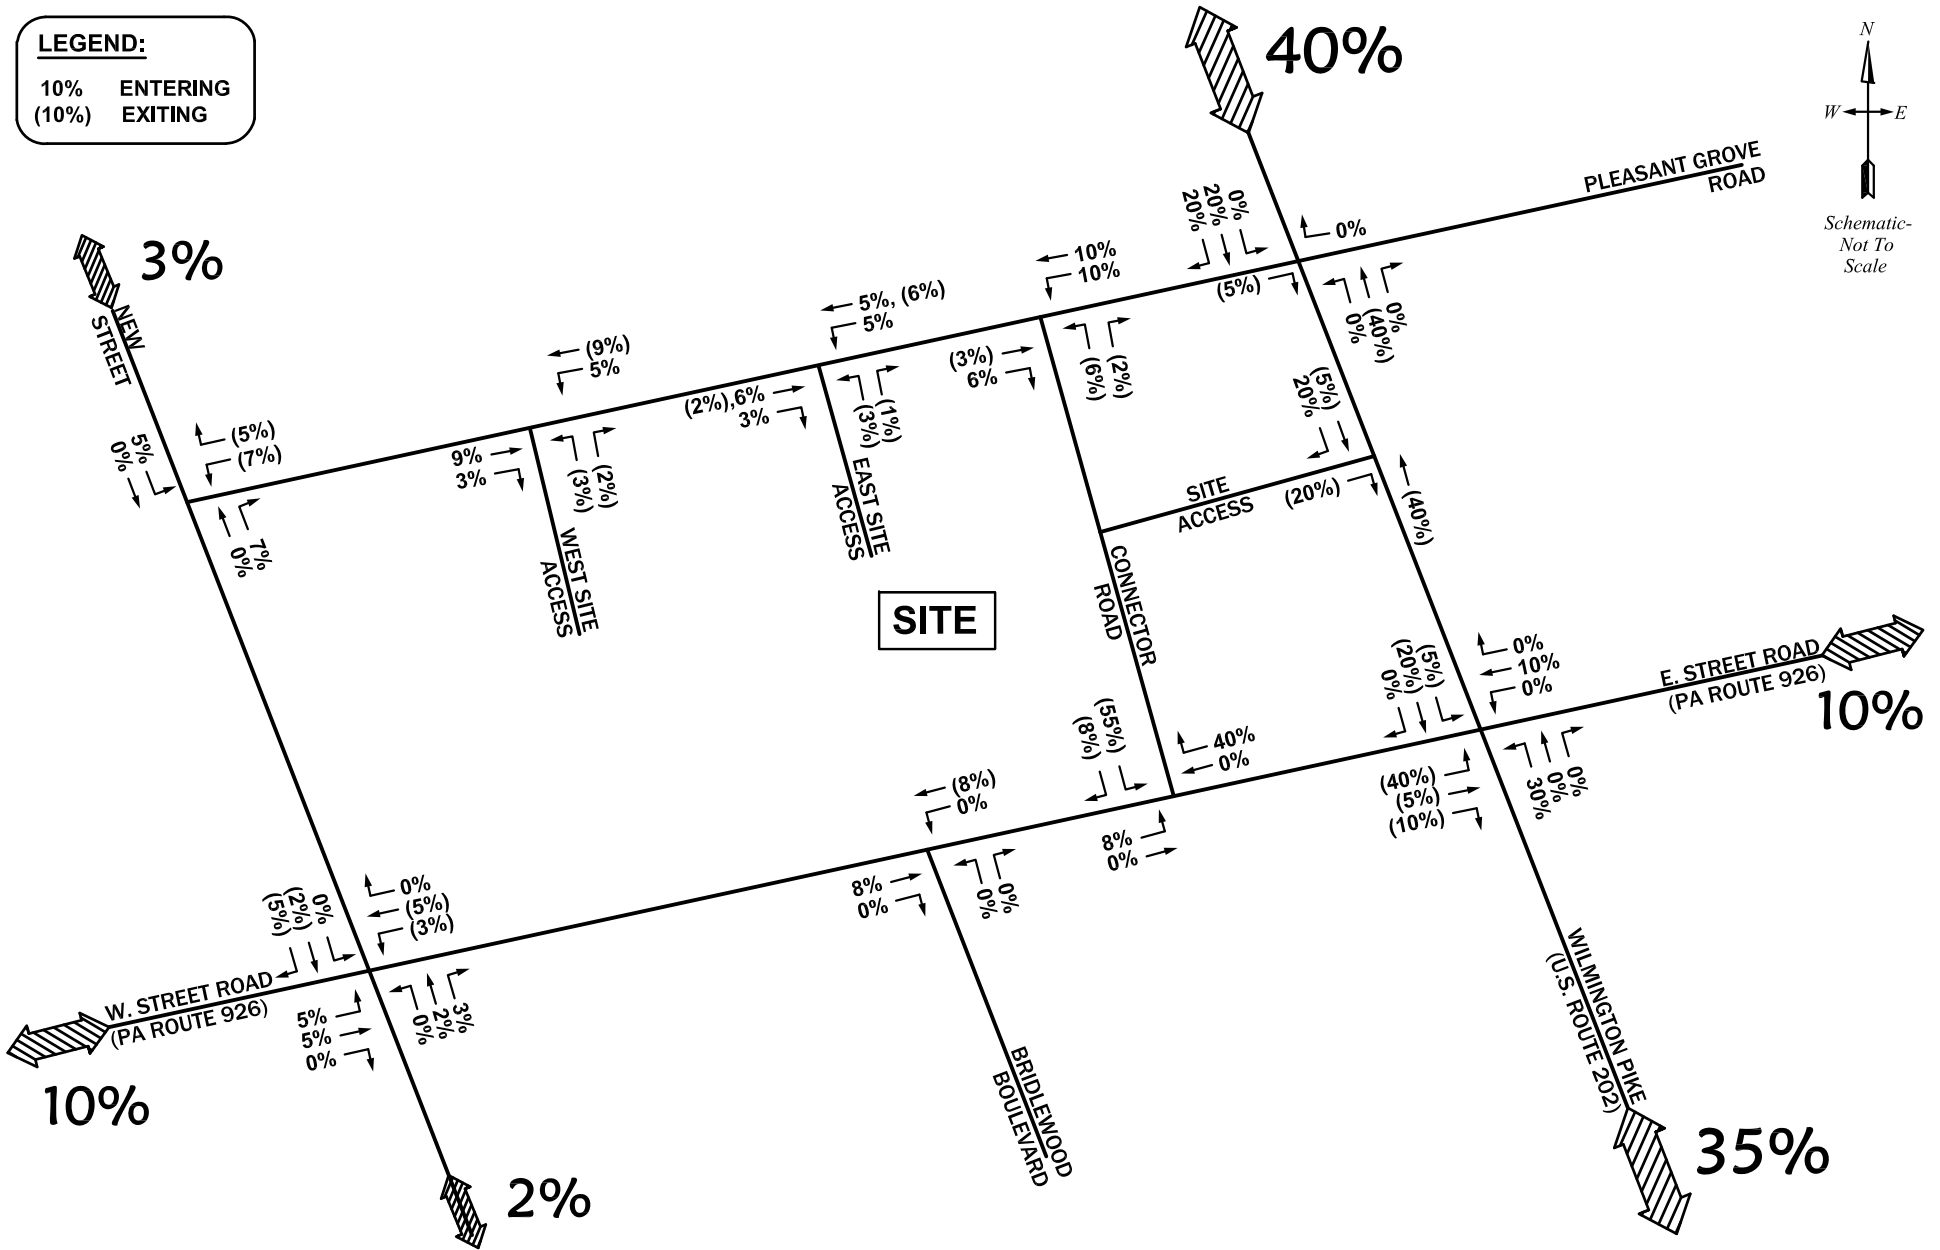 LEGEND:
10% ENTERING
(10%) EXITING
40%
N
W E
Schematic-
Not To
Scale
PLEASANT GROVE
ROAD
3%
NEW
STREET
0%
20%
20%
0%
(5%)
0%
(40%)
0%
10%
10%
(3%)
6%
(2%)
(6%)
5%, (6%)
5%
(2%),6%
3%
(1%)
(3%)
EAST SITE
ACCESS
(9%)
5%
9%
3%
(2%)
(3%)
WEST SITE
ACCESS
(5%)
(7%)
5%
0%
7%
0%
(5%)
20%
SITE
ACCESS
(20%)
(40%)
CONNECTOR
ROAD
SITE
E. STREET ROAD
(PA ROUTE 926)
10%
0%
10%
0%
(5%)
(20%)
0%
(40%)
(5%)
(10%)
0%
0%
30%
(55%)
(8%)
40%
0%
8%
0%
(8%)
0%
8%
0%
0%
0%
0%
(5%)
(3%)
0%
(2%)
(5%)
5%
5%
0%
3%
2%
0%
W. STREET ROAD
(PA ROUTE 926)
10%
2%
BRIDLEWOOD
BOULEVARD
WILMINGTON PIKE
(U.S. ROUTE 202)
35%